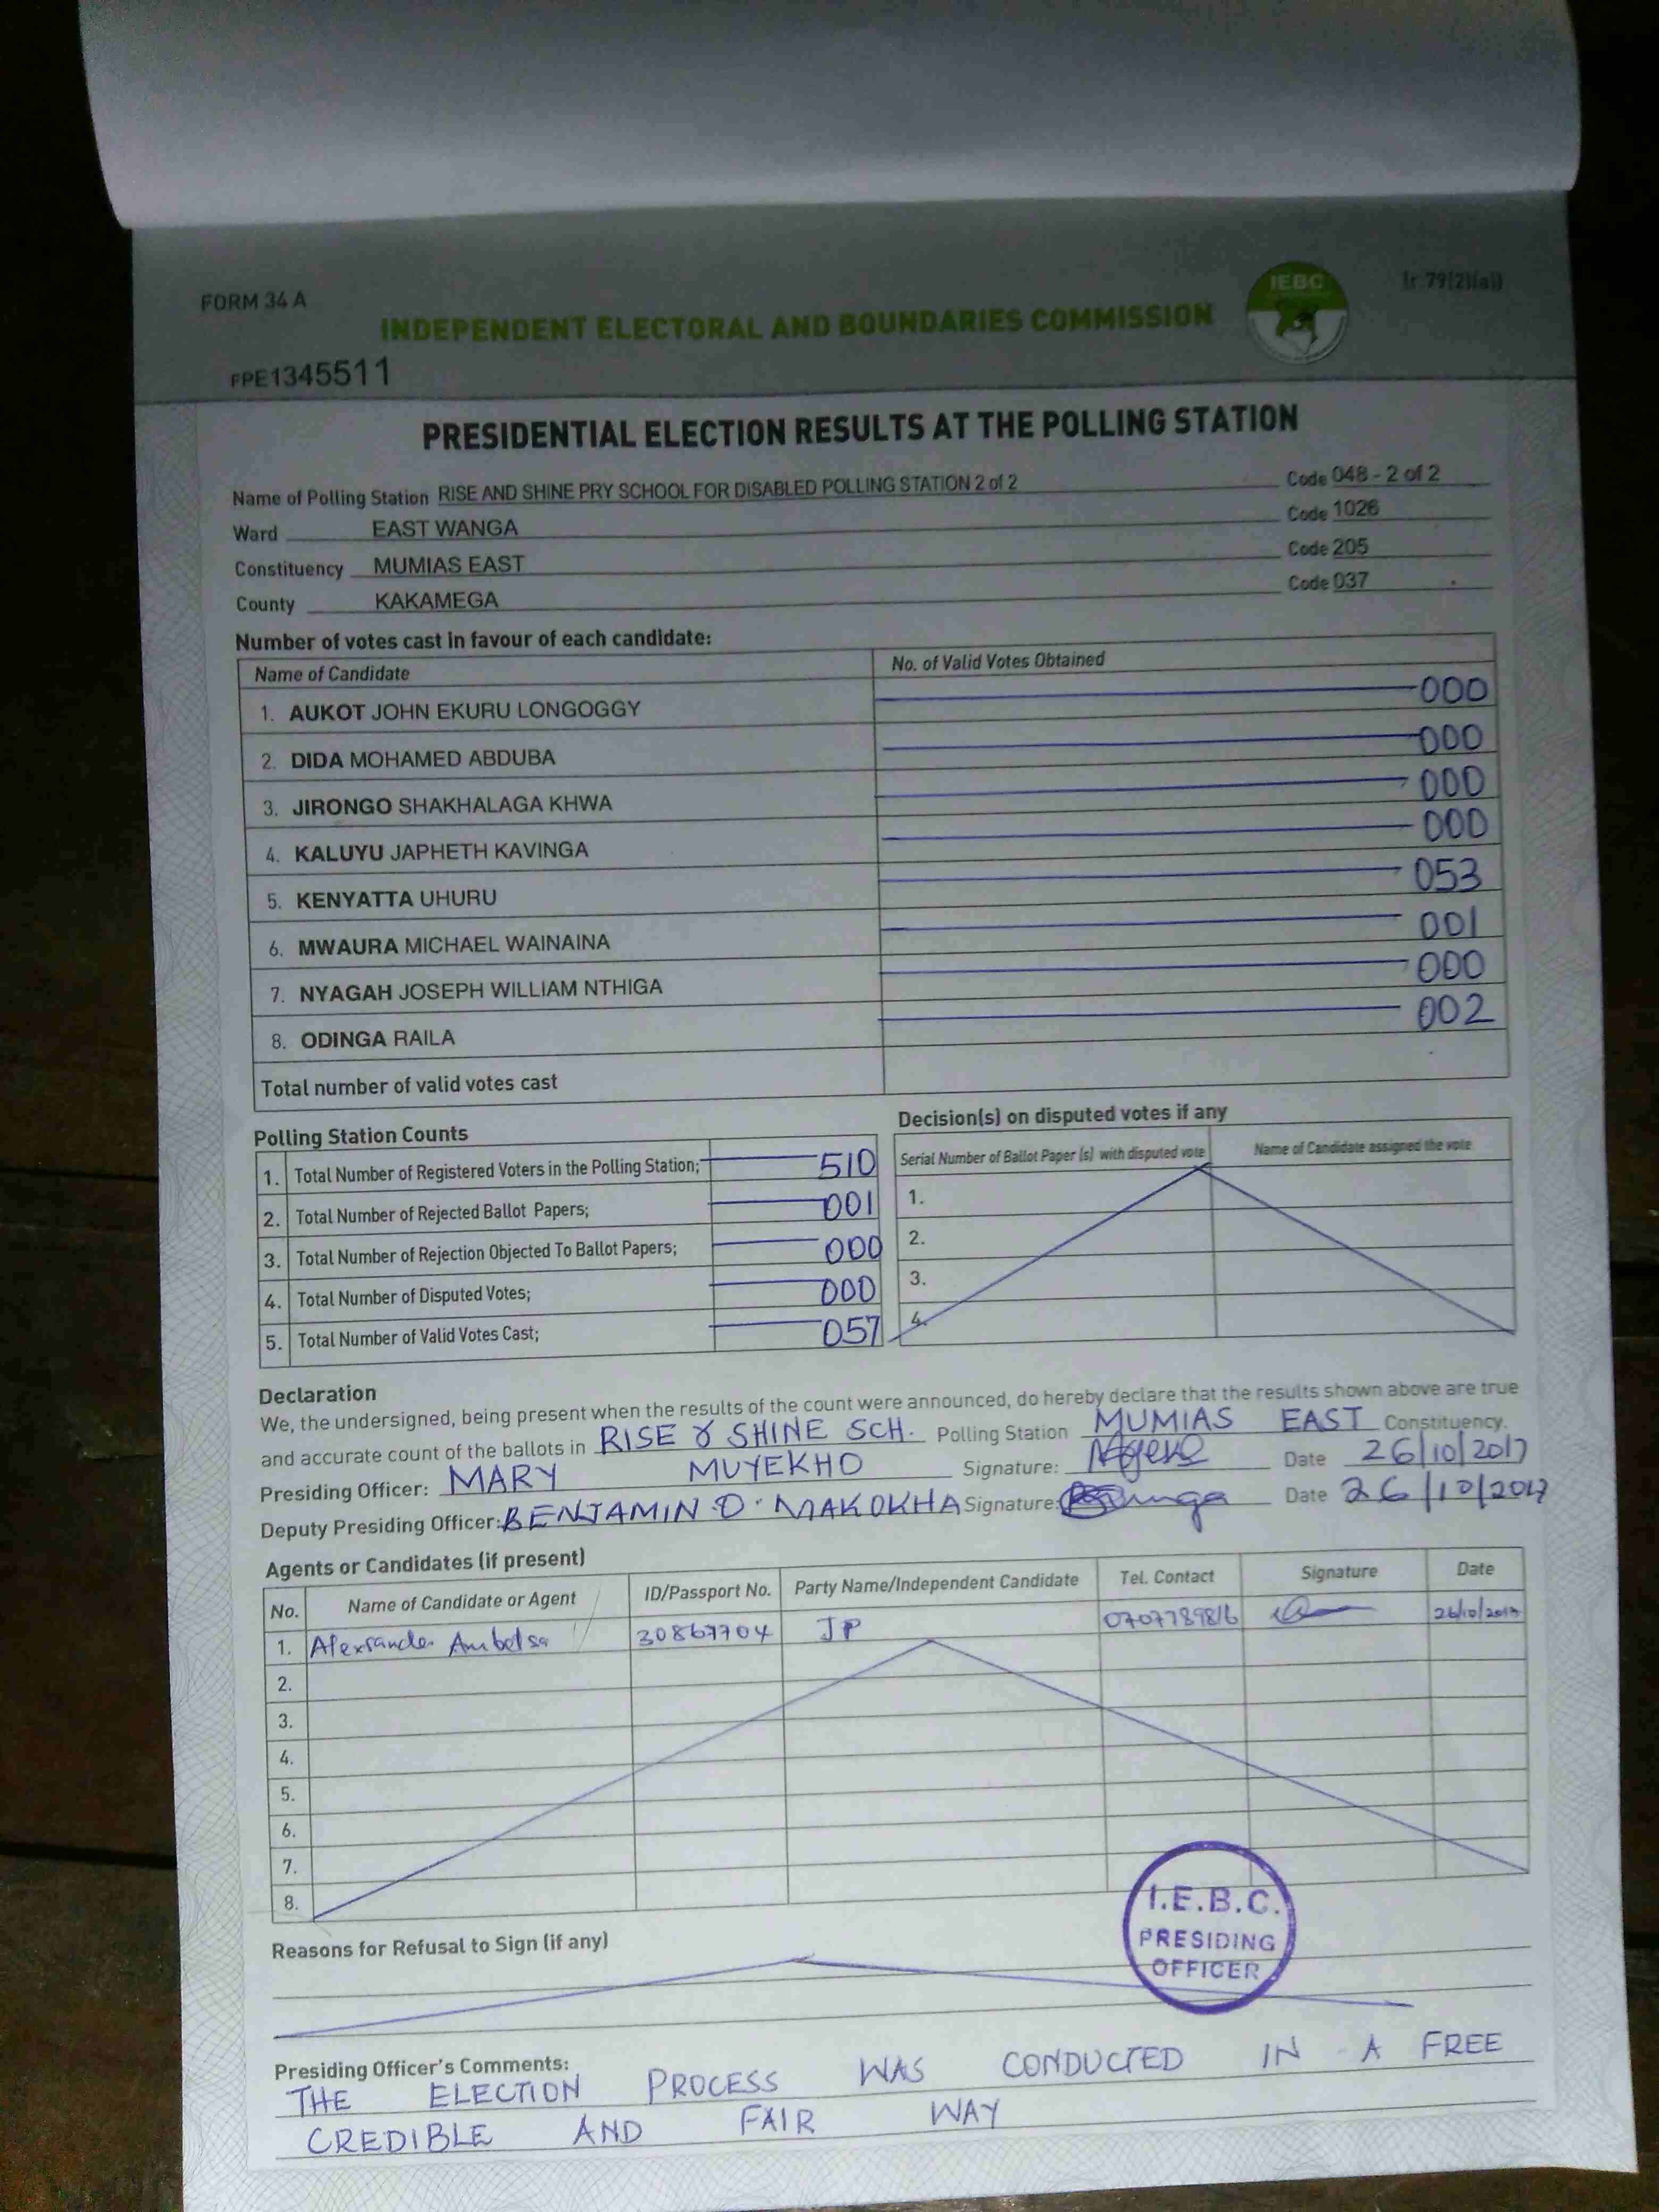 FORM 34 A
(r.79(2)(a))
IEBC
INDEPENDENT ELECTORAL AND BOUNDARIES COMMISSION
FPE1345511
PRESIDENTIAL ELECTION RESULTS AT THE POLLING STATION
Name of Polling Station RISE AND SHINE PRY SCHOOL FOR DISABLED POLLING STATION 2 of 2 Code 048 - 2 of 2
Ward EAST WANGA Code 1026
Constituency MUMIAS EAST Code 205
County KAKAMEGA Code 037
Number of votes cast in favour of each candidate:
Name of Candidate No. of Valid Votes Obtained
1. AUKOT JOHN EKURU LONGOGGY 000
2. DIDA MOHAMED ABDUBA 000
3. JIRONGO SHAKHALAGA KHWA 000
4. KALUYU JAPHETH KAVINGA 000
5. KENYATTA UHURU 053
6. MWAURA MICHAEL WAINAINA 001
7. NYAGAH JOSEPH WILLIAM NTHIGA 000
8. ODINGA RAILA 002
Total number of valid votes cast
Polling Station Counts
1. Total Number of Registered Voters in the Polling Station; 510
2. Total Number of Rejected Ballot Papers; 001
3. Total Number of Rejection Objected To Ballot Papers; 000
4. Total Number of Disputed Votes; 000
5. Total Number of Valid Votes Cast; 057
Decision(s) on disputed votes if any
Serial Number of Ballot Paper (s) with disputed vote Name of Candidate assigned the vote
1.
2.
3.
4.
Declaration
We, the undersigned, being present when the results of the count were announced, do hereby declare that the results shown above are true
and accurate count of the ballots in RISE & SHINE SCH. Polling Station MUMIAS EAST Constituency.
Presiding Officer: MARY MUYEKHO Signature: Date 26/10/2017
Deputy Presiding Officer: BENJAMIN O. MAKOKHA Signature: Date 26/10/2017
Agents or Candidates (if present)
No. Name of Candidate or Agent ID/Passport No. Party Name/Independent Candidate Tel. Contact Signature Date
1. Alexsander Ambetsa 30867704 JP 0707789816 26/10/2017
2.
3.
4.
5.
6.
7.
8.
I.E.B.C.
PRESIDING
OFFICER
Reasons for Refusal to Sign (if any)
Presiding Officer's Comments:
THE ELECTION PROCESS WAS CONDUCTED IN A FREE
CREDIBLE AND FAIR WAY